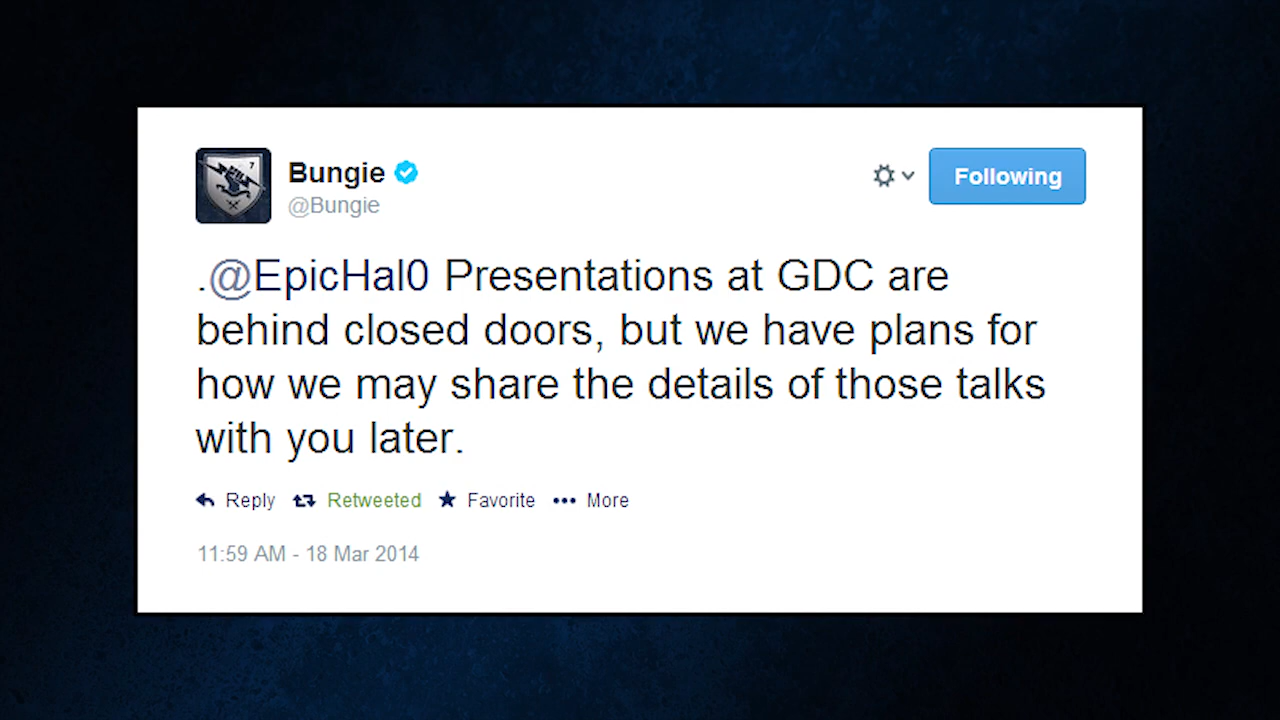 7
Bungie
@Bungie
Following
.@EpicHal0 Presentations at GDC are
behind closed doors, but we have plans for
how we may share the details of those talks
with you later.
Reply Retweeted Favorite More
11:59 AM - 18 Mar 2014